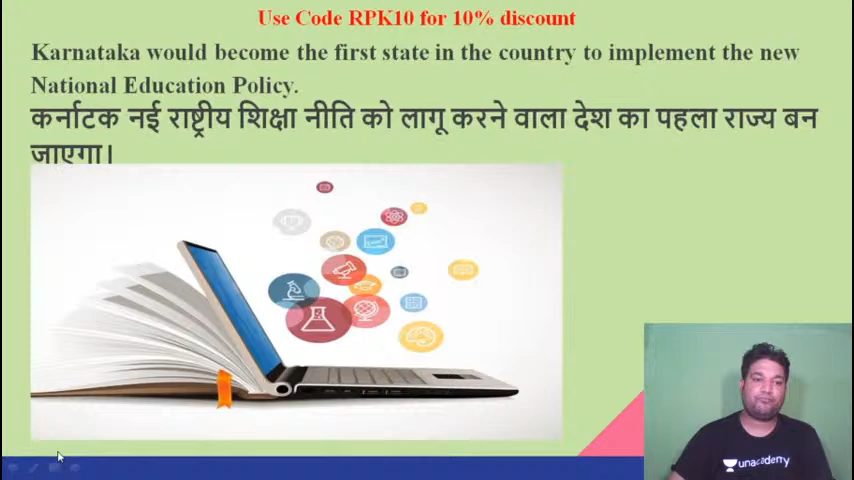 Use Code RPK10 for 10% discount
Karnataka would become the first state in the country to implement the new
National Education Policy.
कर्नाटक नई राष्ट्रीय शिक्षा नीति को लागू करने वाला देश का पहला राज्य बन
जाएगा।
unacademy